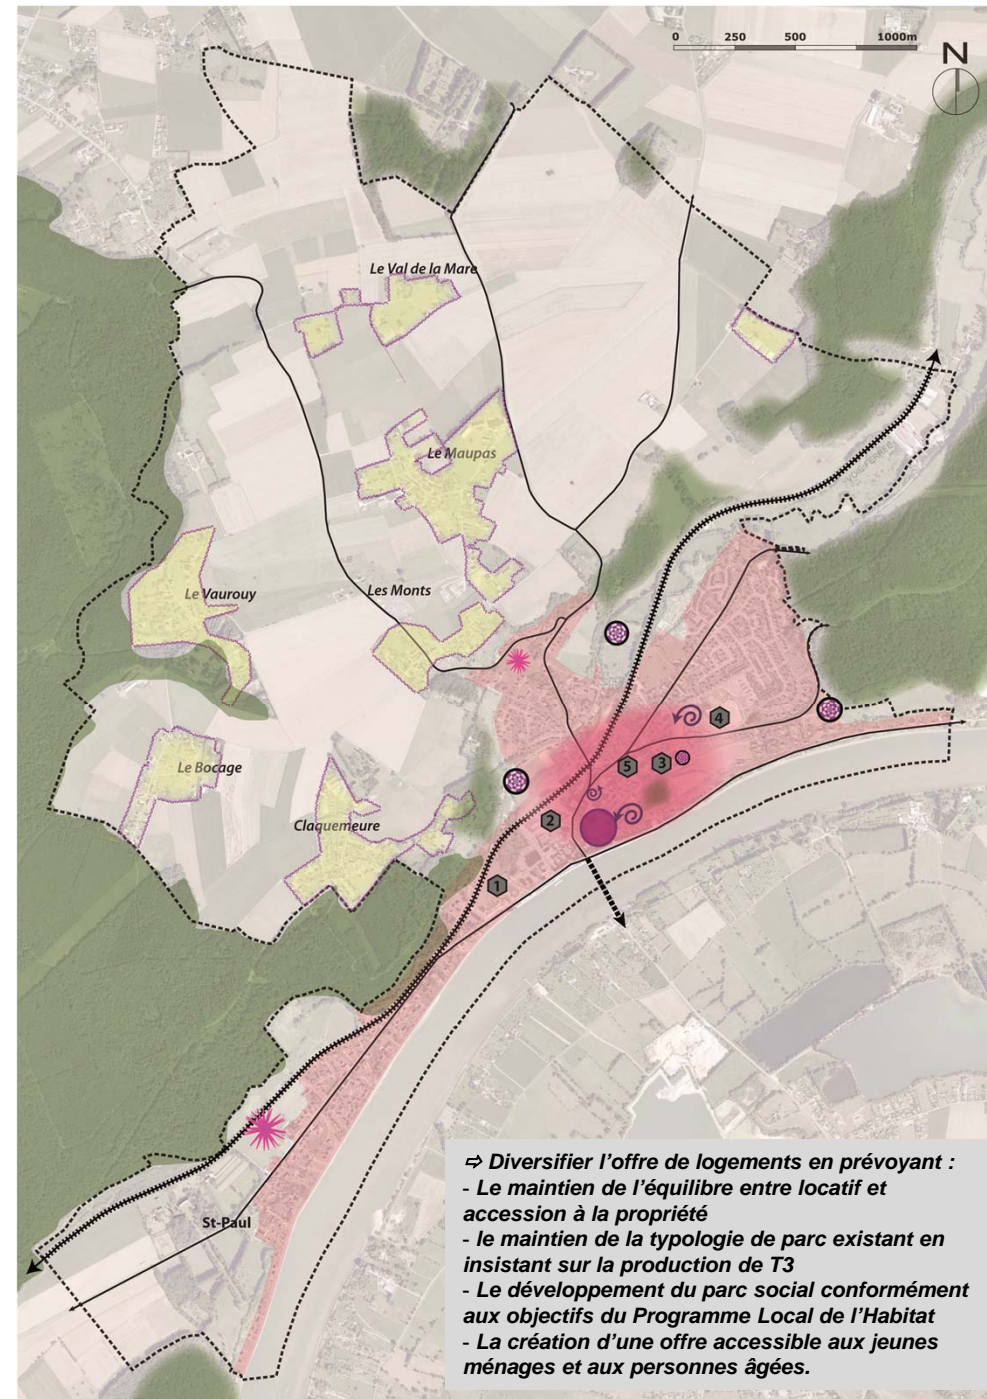 0 250 500 1000m
N
Le Val de la Mare
Le Maupas
Le Vaurouy
Les Monts
4
5 3
Le Bocage
2
Claquemeure
1
St-Paul
⇨ Diversifier l'offre de logements en prévoyant :
- Le maintien de l'équilibre entre locatif et
accession à la propriété
- le maintien de la typologie de parc existant en
insistant sur la production de T3
- Le développement du parc social conformément
aux objectifs du Programme Local de l'Habitat
- La création d'une offre accessible aux jeunes
ménages et aux personnes âgées.